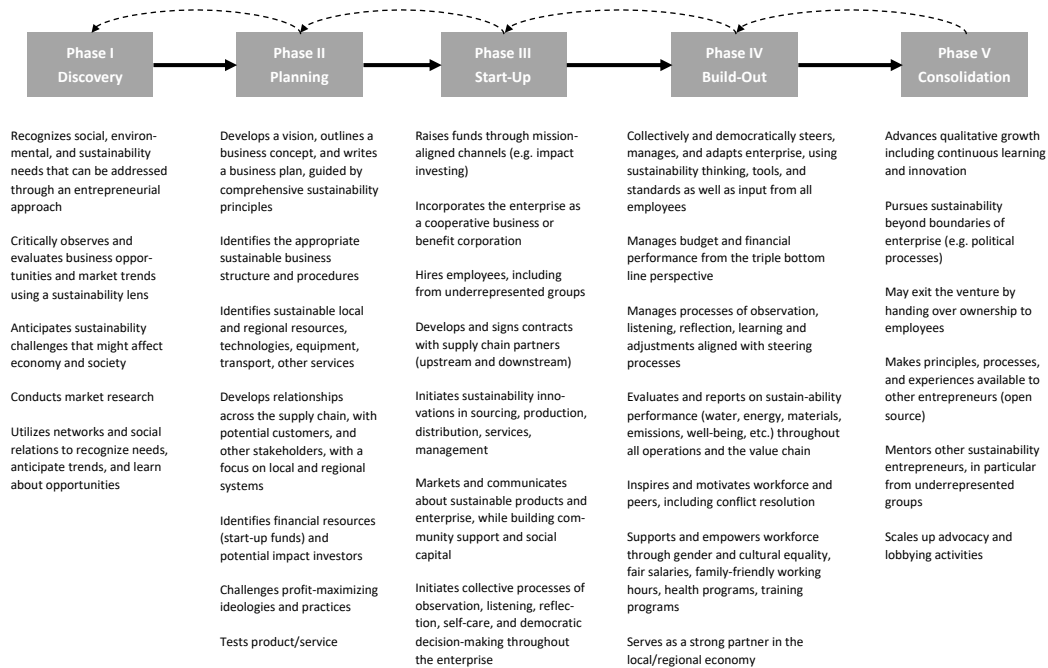 Phase I
Discovery
Phase II
Planning
Phase III
Start-Up
Phase IV
Build-Out
Phase V
Consolidation
Recognizes social, environ-
mental, and sustainability
needs that can be addressed
through an entrepreneurial
approach
Critically observes and
evaluates business oppor-
tunities and market trends
using a sustainability lens
Anticipates sustainability
challenges that might affect
economy and society
Conducts market research
Utilizes networks and social
relations to recognize needs,
anticipate trends, and learn
about opportunities
Develops a vision, outlines a
business concept, and writes
a business plan, guided by
comprehensive sustainability
principles
Identifies the appropriate
sustainable business
structure and procedures
Identifies sustainable local
and regional resources,
technologies, equipment,
transport, other services
Develops relationships
across the supply chain, with
potential customers, and
other stakeholders, with a
focus on local and regional
systems
Identifies financial resources
(start-up funds) and
potential impact investors
Challenges profit-maximizing
ideologies and practices
Tests product/service
Raises funds through mission-
aligned channels (e.g. impact
investing)
Incorporates the enterprise as
a cooperative business or
benefit corporation
Hires employees, including
from underrepresented groups
Develops and signs contracts
with supply chain partners
(upstream and downstream)
Initiates sustainability inno-
vations in sourcing, production,
distribution, services,
management
Markets and communicates
about sustainable products and
enterprise, while building com-
munity support and social
capital
Initiates collective processes of
observation, listening, reflec-
tion, self-care, and democratic
decision-making throughout
the enterprise
Collectively and democratically steers,
manages, and adapts enterprise, using
sustainability thinking, tools, and
standards as well as input from all
employees
Manages budget and financial
performance from the triple bottom
line perspective
Manages processes of observation,
listening, reflection, learning and
adjustments aligned with steering
processes
Evaluates and reports on sustain-ability
performance (water, energy, materials,
emissions, well-being, etc.) throughout
all operations and the value chain
Inspires and motivates workforce and
peers, including conflict resolution
Supports and empowers workforce
through gender and cultural equality,
fair salaries, family-friendly working
hours, health programs, training
programs
Serves as a strong partner in the
local/regional economy
Advances qualitative growth
including continuous learning
and innovation
Pursues sustainability
beyond boundaries of
enterprise (e.g. political
processes)
May exit the venture by
handing over ownership to
employees
Makes principles, processes,
and experiences available to
other entrepreneurs (open
source)
Mentors other sustainability
entrepreneurs, in particular
from underrepresented
groups
Scales up advocacy and
lobbying activities